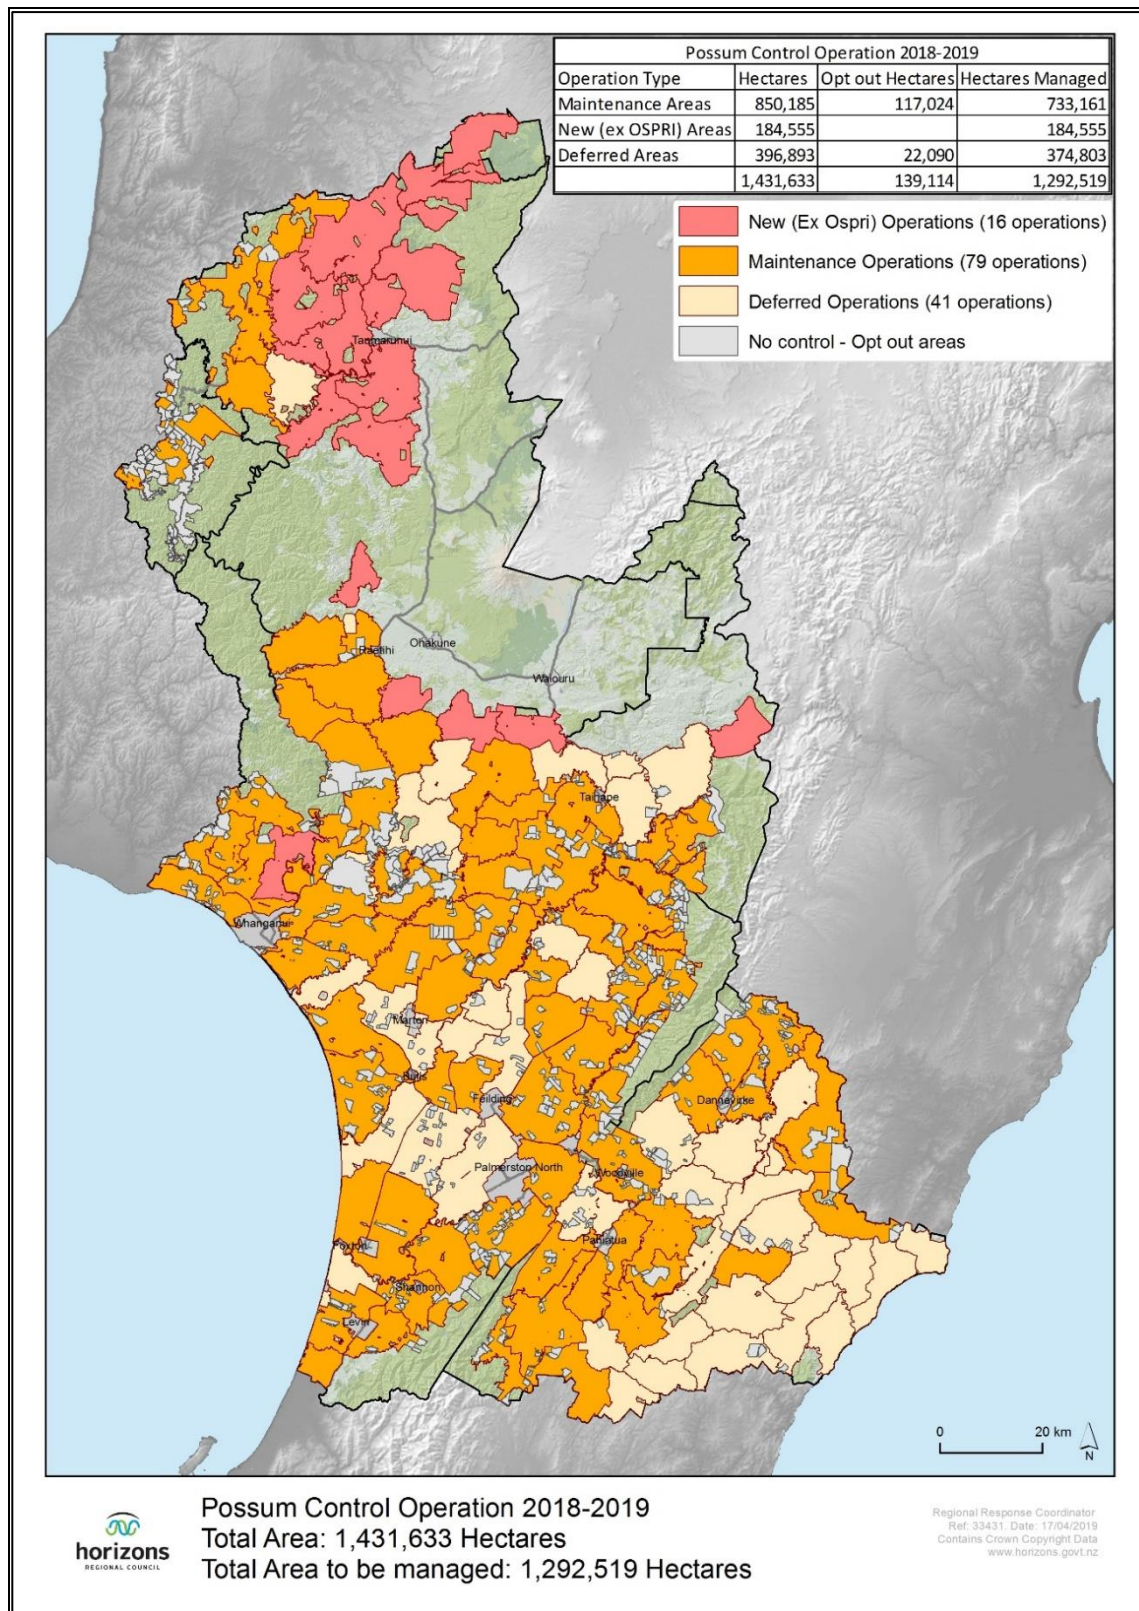 Possum Control Operation 2018-2019
Operation Type Hectares Opt out Hectares Hectares Managed
Maintenance Areas 850,185 117,024 733,161
New (ex OSPRI) Areas 184,555 184,555
Deferred Areas 396,893 22,090 374,803
1,431,633 139,114 1,292,519
New (Ex Ospri) Operations (16 operations)
Maintenance Operations (79 operations)
Deferred Operations (41 operations)
No control - Opt out areas
Taumarunui
Ohakune
Raetihi
Waiouru
Taihape
Whanganui
Marton
Bulls
Feilding
Dannevirke
Palmerston North
Woodville
Pahiatua
Foxton
Shannon
Levin
0 20 km
N
horizons
REGIONAL COUNCIL
Possum Control Operation 2018-2019
Total Area: 1,431,633 Hectares
Total Area to be managed: 1,292,519 Hectares
Regional Response Coordinator
Ref: 33431. Date: 17/04/2019
Contains Crown Copyright Data
www.horizons.govt.nz